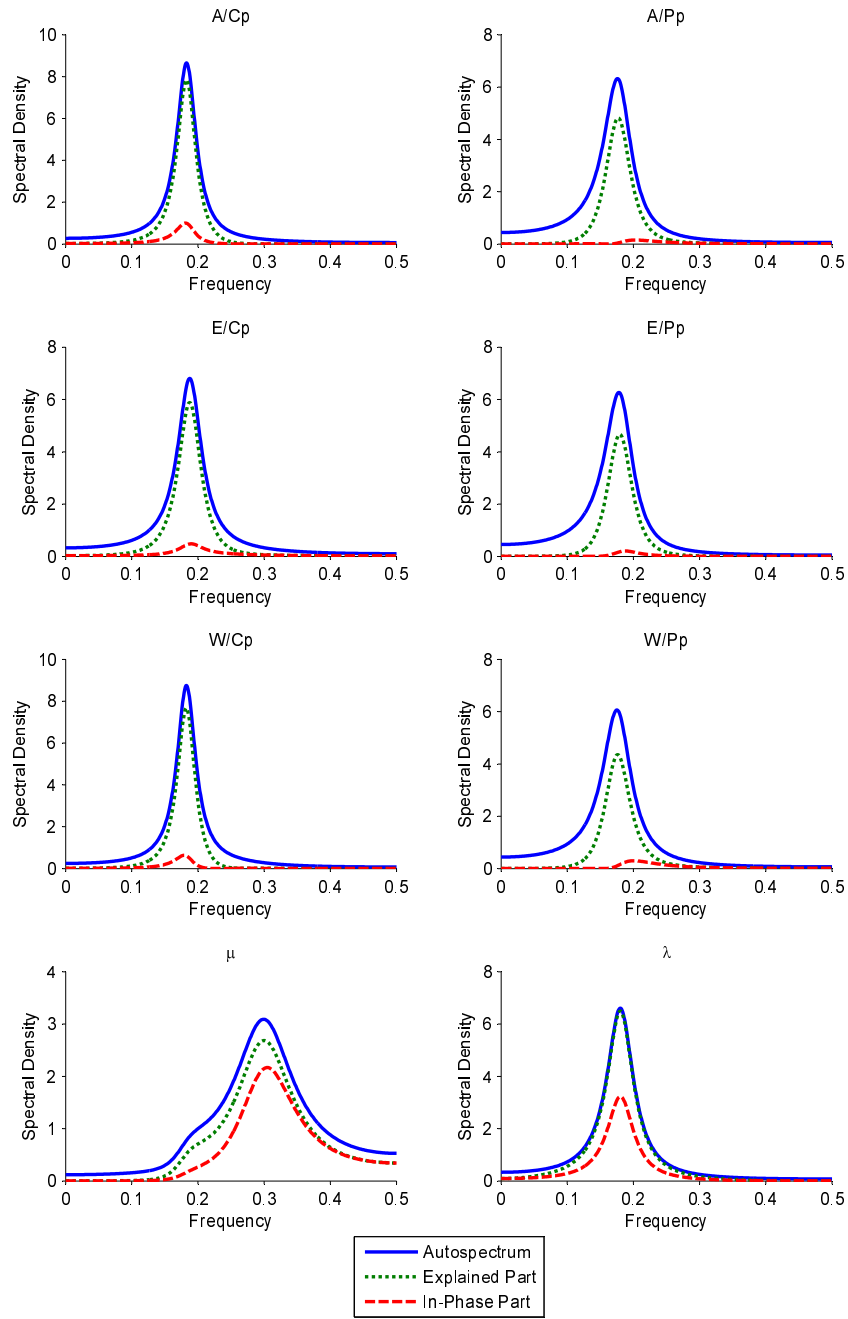 A/Cp
A/Pp
10
8
6
4
2
0
Spectral Density
0 0.1 0.2 0.3 0.4 0.5
Frequency
8
6
4
2
0
Spectral Density
0 0.1 0.2 0.3 0.4 0.5
Frequency
E/Cp
E/Pp
8
6
4
2
0
Spectral Density
0 0.1 0.2 0.3 0.4 0.5
Frequency
8
6
4
2
0
Spectral Density
0 0.1 0.2 0.3 0.4 0.5
Frequency
W/Cp
W/Pp
10
8
6
4
2
0
Spectral Density
0 0.1 0.2 0.3 0.4 0.5
Frequency
8
6
4
2
0
Spectral Density
0 0.1 0.2 0.3 0.4 0.5
Frequency
μ
λ
4
3
2
1
0
Spectral Density
0 0.1 0.2 0.3 0.4 0.5
Frequency
8
6
4
2
0
Spectral Density
0 0.1 0.2 0.3 0.4 0.5
Frequency
Autospectrum
Explained Part
In-Phase Part